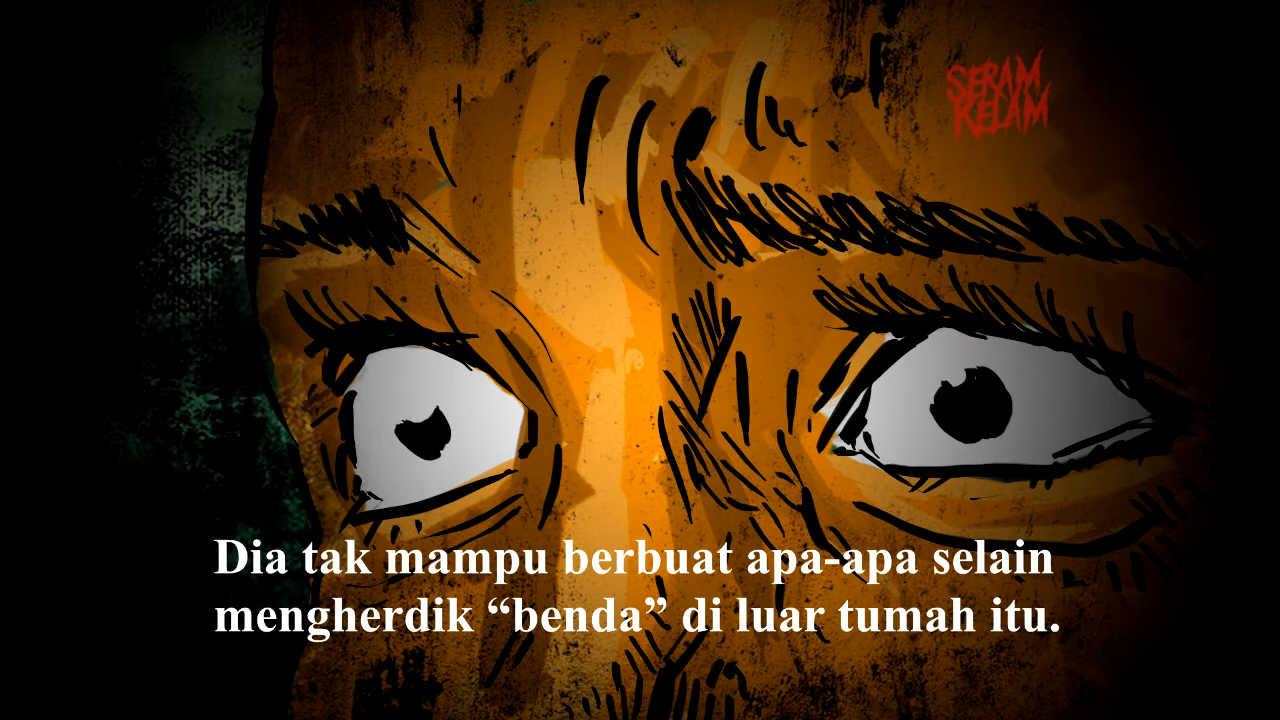 SERAM
KELAM
Dia tak mampu berbuat apa-apa selain
mengherdik “benda” di luar tumah itu.